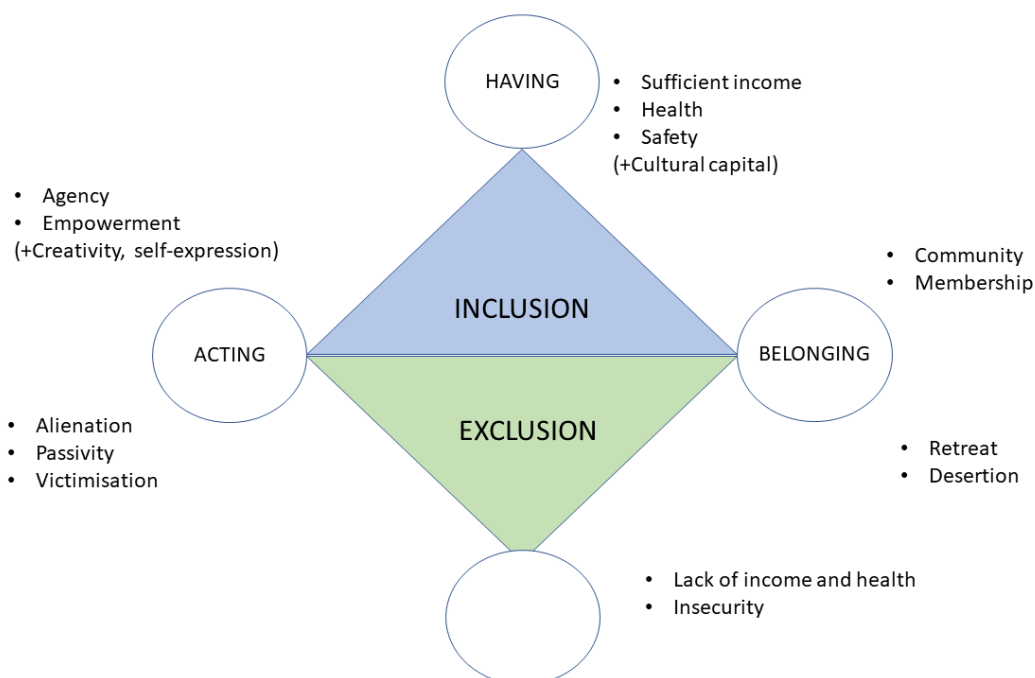 HAVING
• Sufficient income
• Health
• Safety
(+Cultural capital)
• Agency
• Empowerment
(+Creativity, self-expression)
• Community
• Membership
INCLUSION
ACTING
BELONGING
EXCLUSION
• Alienation
• Passivity
• Victimisation
• Retreat
• Desertion
• Lack of income and health
• Insecurity